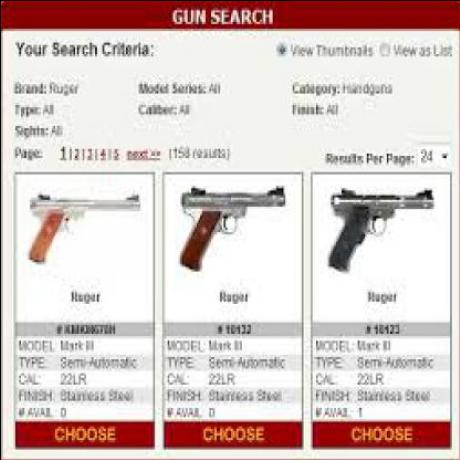 GUN SEARCH
Your Search Criteria:
View Thumbnails View as List
Brand: Ruger Model Series: All Category: Handguns
Type: All Caliber: All Finish: All
Sights: All
Page: 1|2|3|4|5 next >> (158 results) Results Per Page: 24
Ruger Ruger Ruger
# KMKIII678H # 10132 # 10123
MODEL: Mark III MODEL: Mark III MODEL: Mark III
TYPE: Semi-Automatic TYPE: Semi-Automatic TYPE: Semi-Automatic
CAL: 22LR CAL: 22LR CAL: 22LR
FINISH: Stainless Steel FINISH: Stainless Steel FINISH: Stainless Steel
# AVAIL: 0 # AVAIL: 0 # AVAIL: 1
CHOOSE CHOOSE CHOOSE